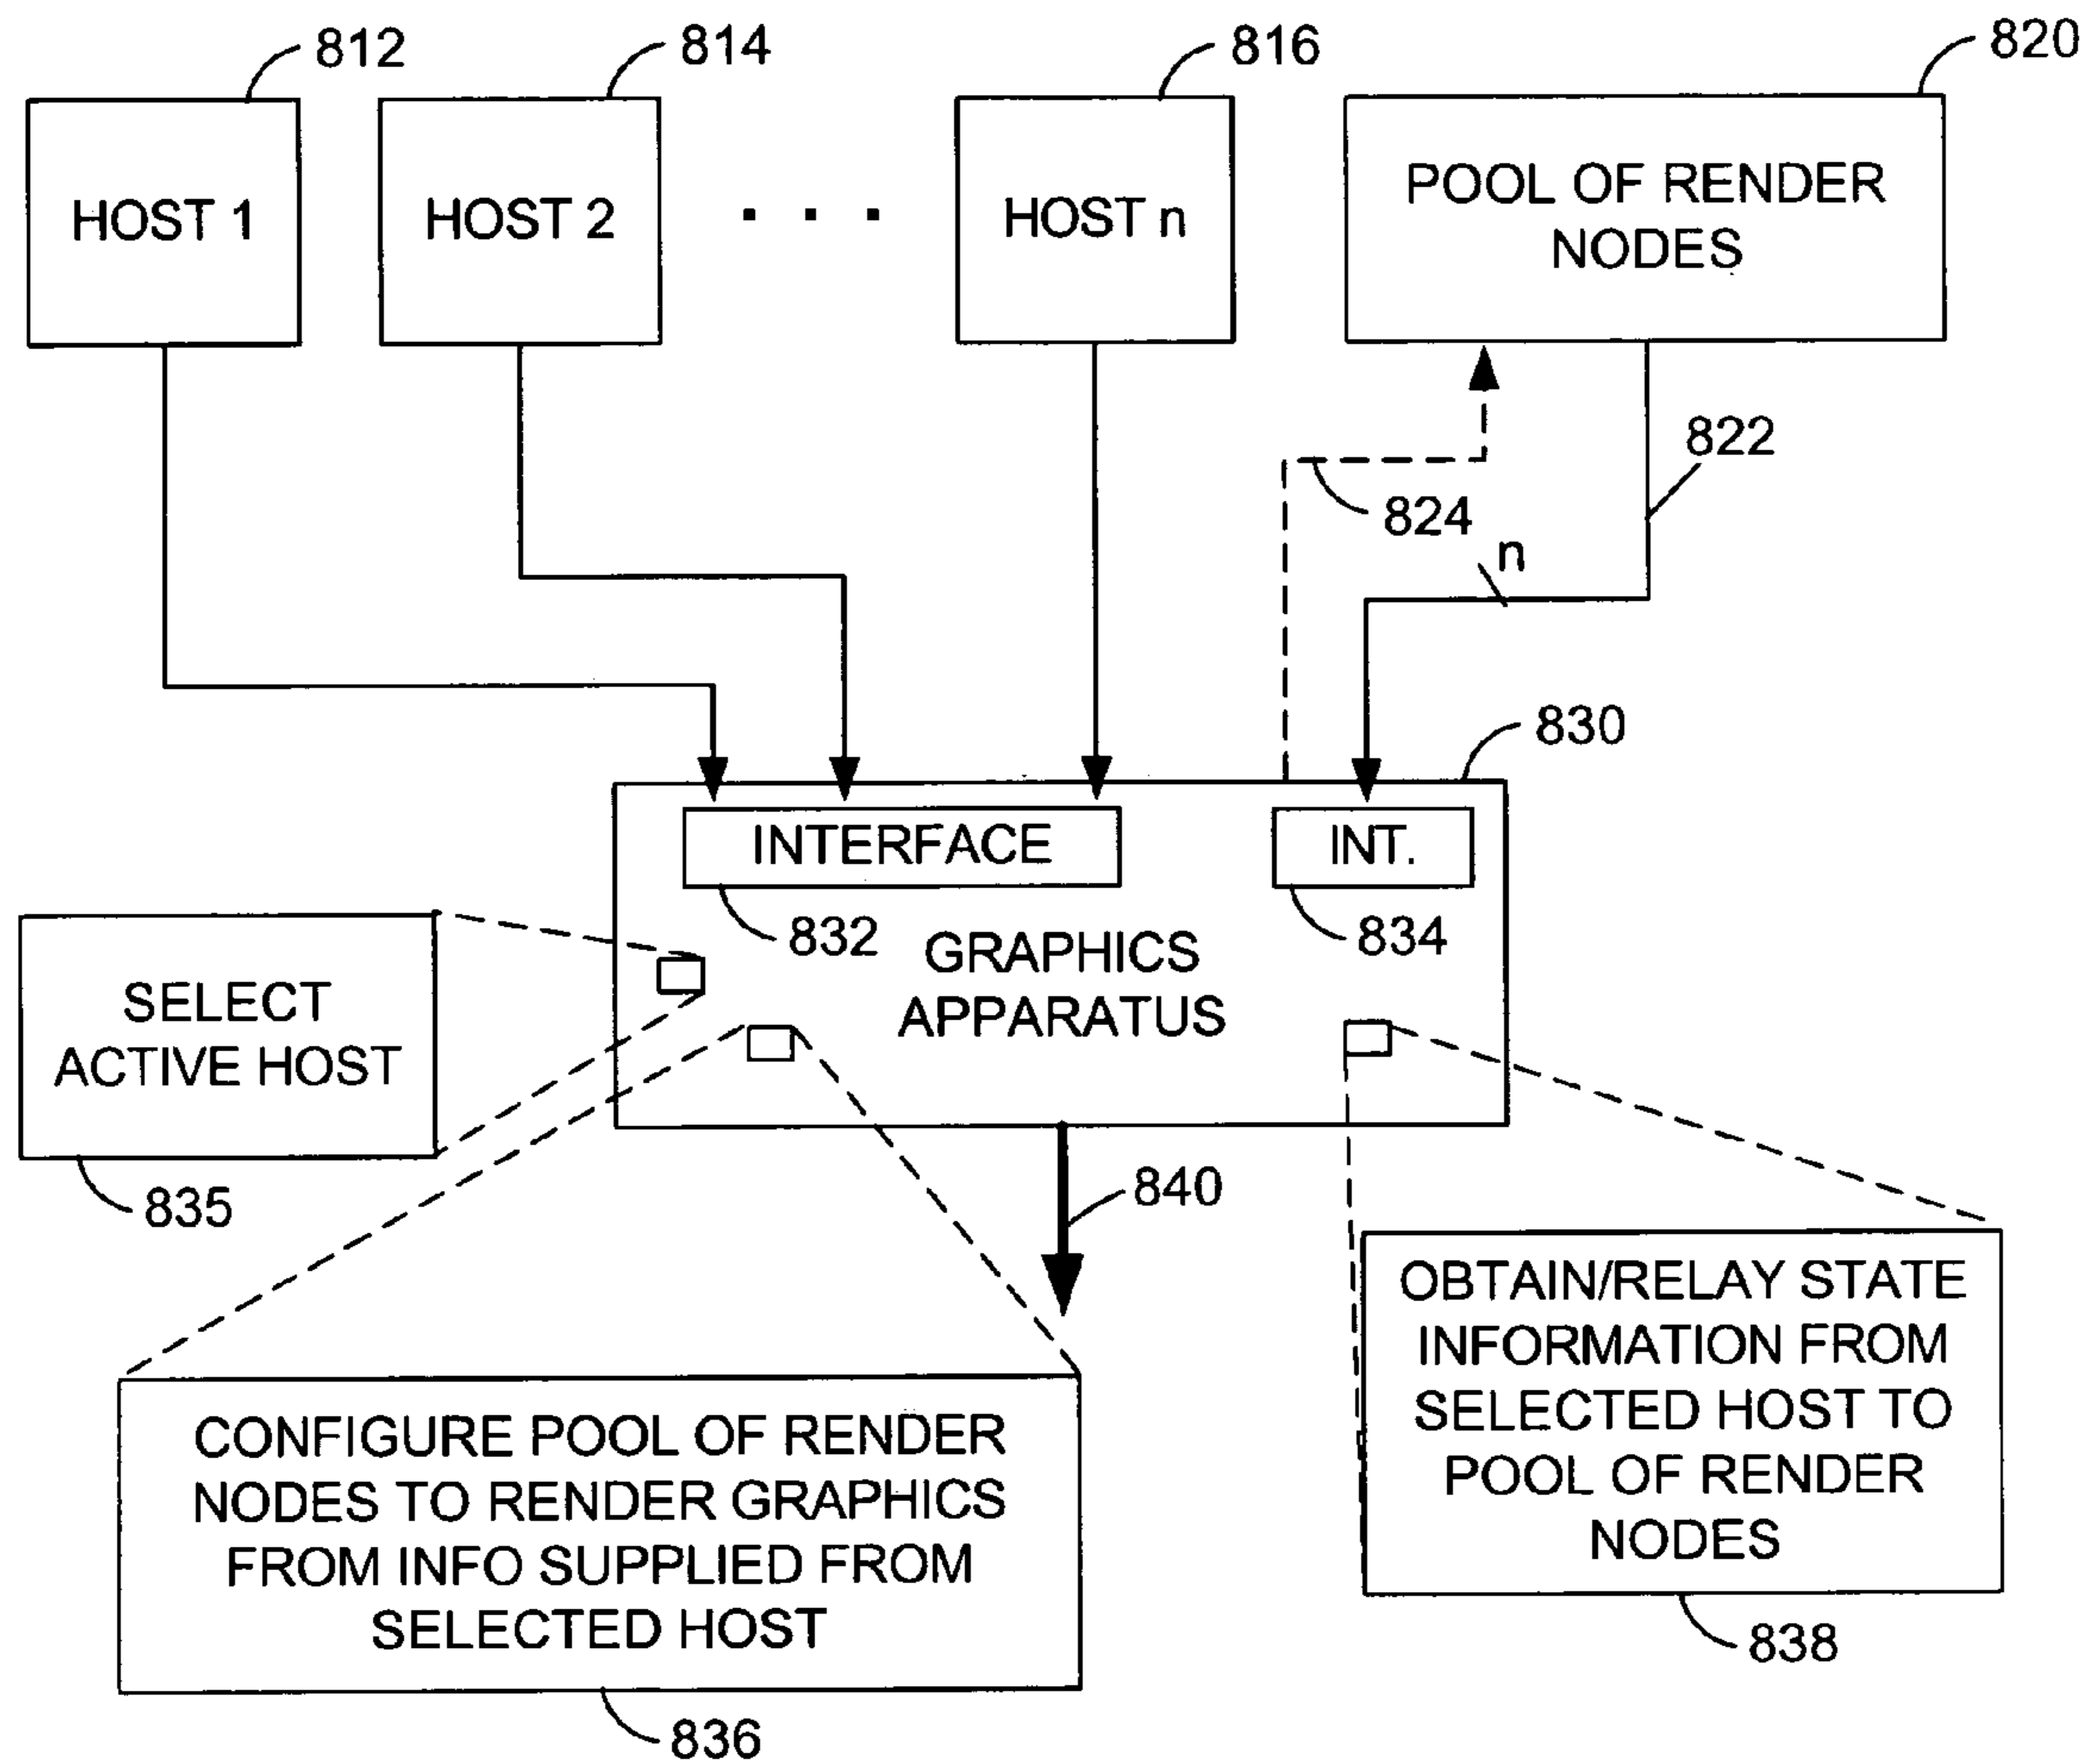 812
814
816
820
HOST 1
HOST 2
. . .
HOST n
POOL OF RENDER
NODES
822
824
n
830
INTERFACE
INT.
832
834
GRAPHICS
APPARATUS
SELECT
ACTIVE HOST
835
840
OBTAIN/RELAY STATE
INFORMATION FROM
SELECTED HOST TO
POOL OF RENDER
NODES
838
CONFIGURE POOL OF RENDER
NODES TO RENDER GRAPHICS
FROM INFO SUPPLIED FROM
SELECTED HOST
836